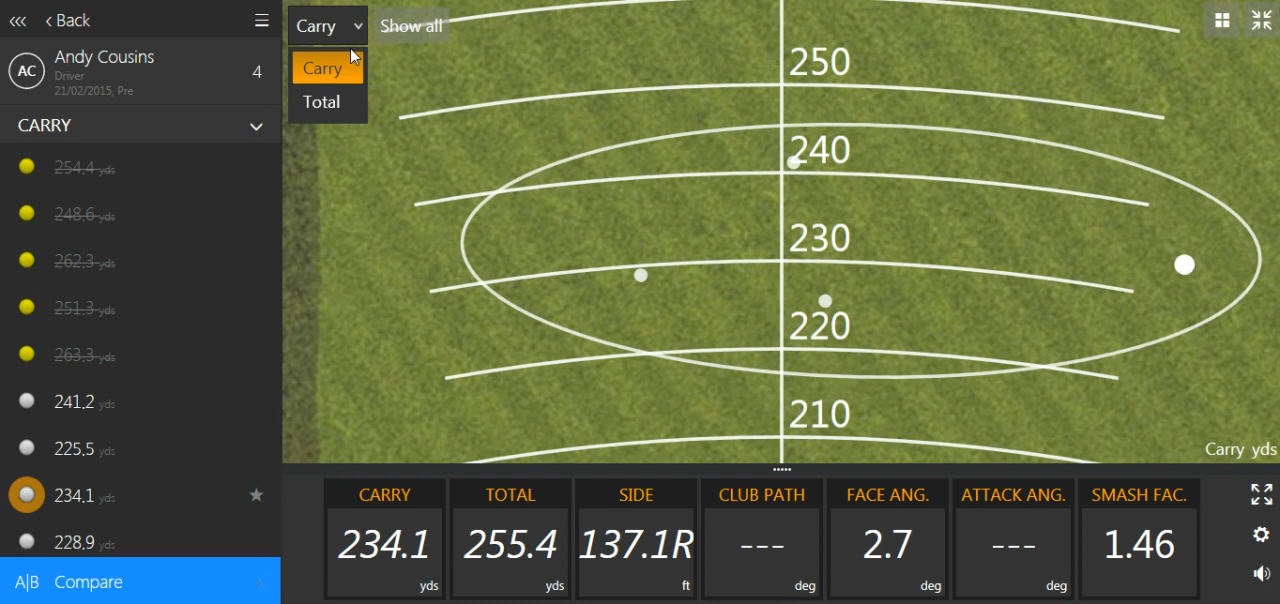 Back
AC
Andy Cousins
Driver
21/02/2015, Pre
4
CARRY
254.4 yds
248.6 yds
262.3 yds
251.3 yds
263.3 yds
241.2 yds
225.5 yds
234.1 yds
228.9 yds
A|B Compare
Carry
Show all
Carry
Total
250
240
230
220
210
Carry yds
CARRY
234.1
yds
TOTAL
255.4
yds
SIDE
137.1R
ft
CLUB PATH
---
deg
FACE ANG.
2.7
deg
ATTACK ANG.
---
deg
SMASH FAC.
1.46